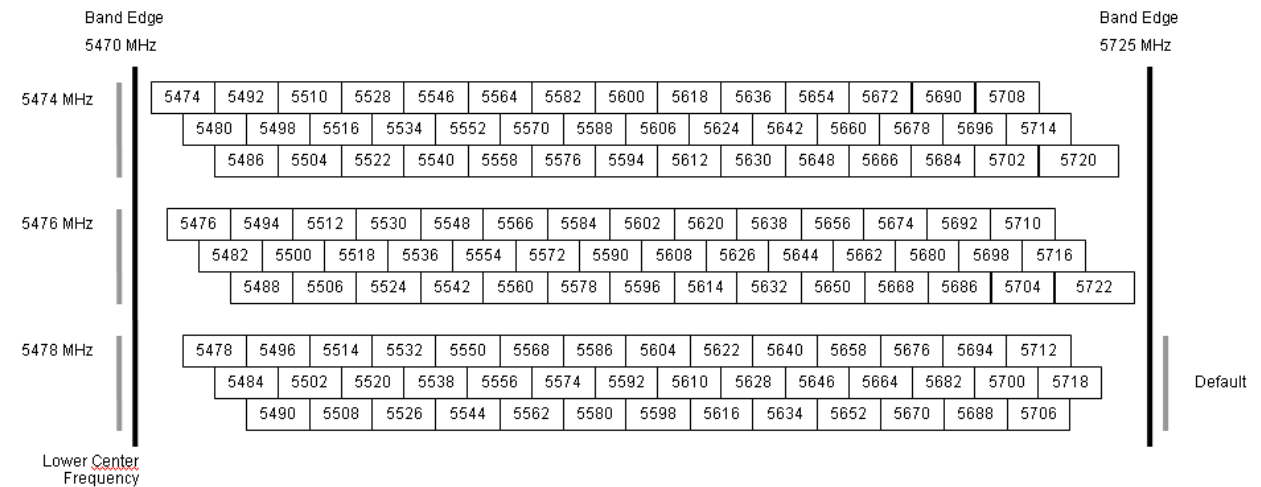 Band Edge
5470 MHz
Band Edge
5725 MHz
5474 MHz
5474 5492 5510 5528 5546 5564 5582 5600 5618 5636 5654 5672 5690 5708
5480 5498 5516 5534 5552 5570 5588 5606 5624 5642 5660 5678 5696 5714
5486 5504 5522 5540 5558 5576 5594 5612 5630 5648 5666 5684 5702 5720
5476 MHz
5476 5494 5512 5530 5548 5566 5584 5602 5620 5638 5656 5674 5692 5710
5482 5500 5518 5536 5554 5572 5590 5608 5626 5644 5662 5680 5698 5716
5488 5506 5524 5542 5560 5578 5596 5614 5632 5650 5668 5686 5704 5722
5478 MHz
5478 5496 5514 5532 5550 5568 5586 5604 5622 5640 5658 5676 5694 5712
5484 5502 5520 5538 5556 5574 5592 5610 5628 5646 5664 5682 5700 5718
Default
5490 5508 5526 5544 5562 5580 5598 5616 5634 5652 5670 5688 5706
Lower Center
Frequency